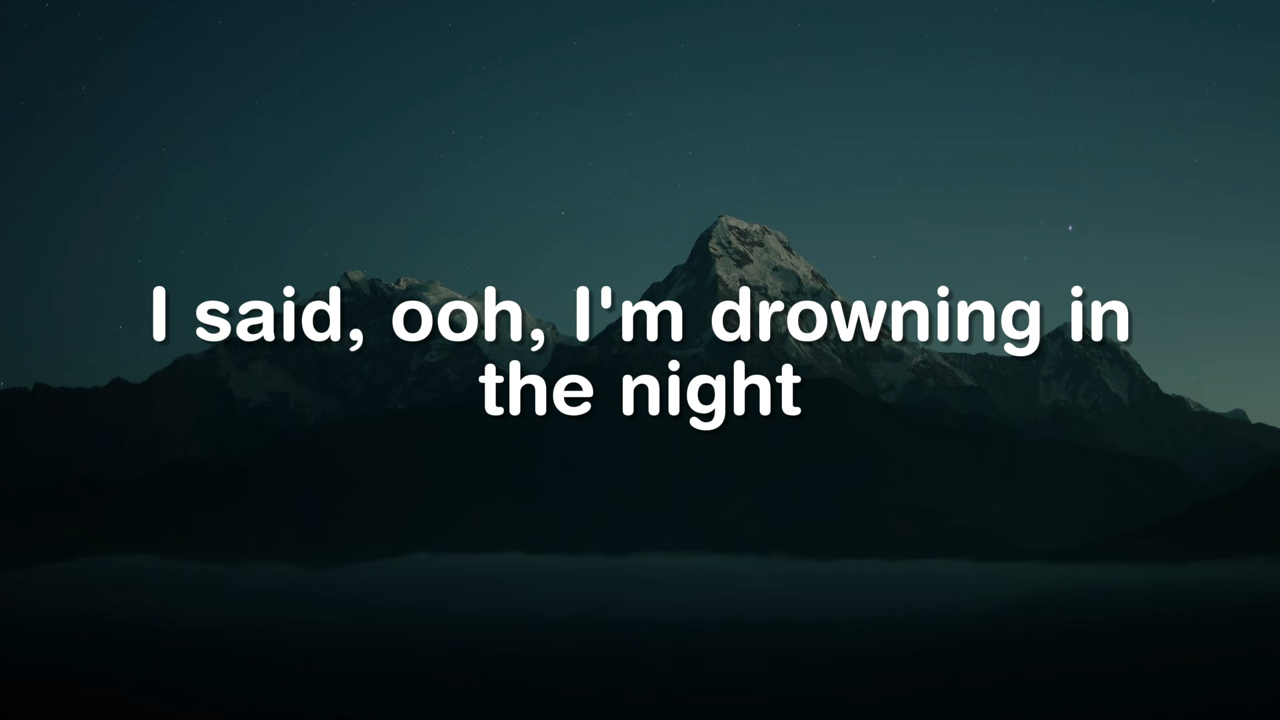 I said, ooh, I'm drowning in
the night